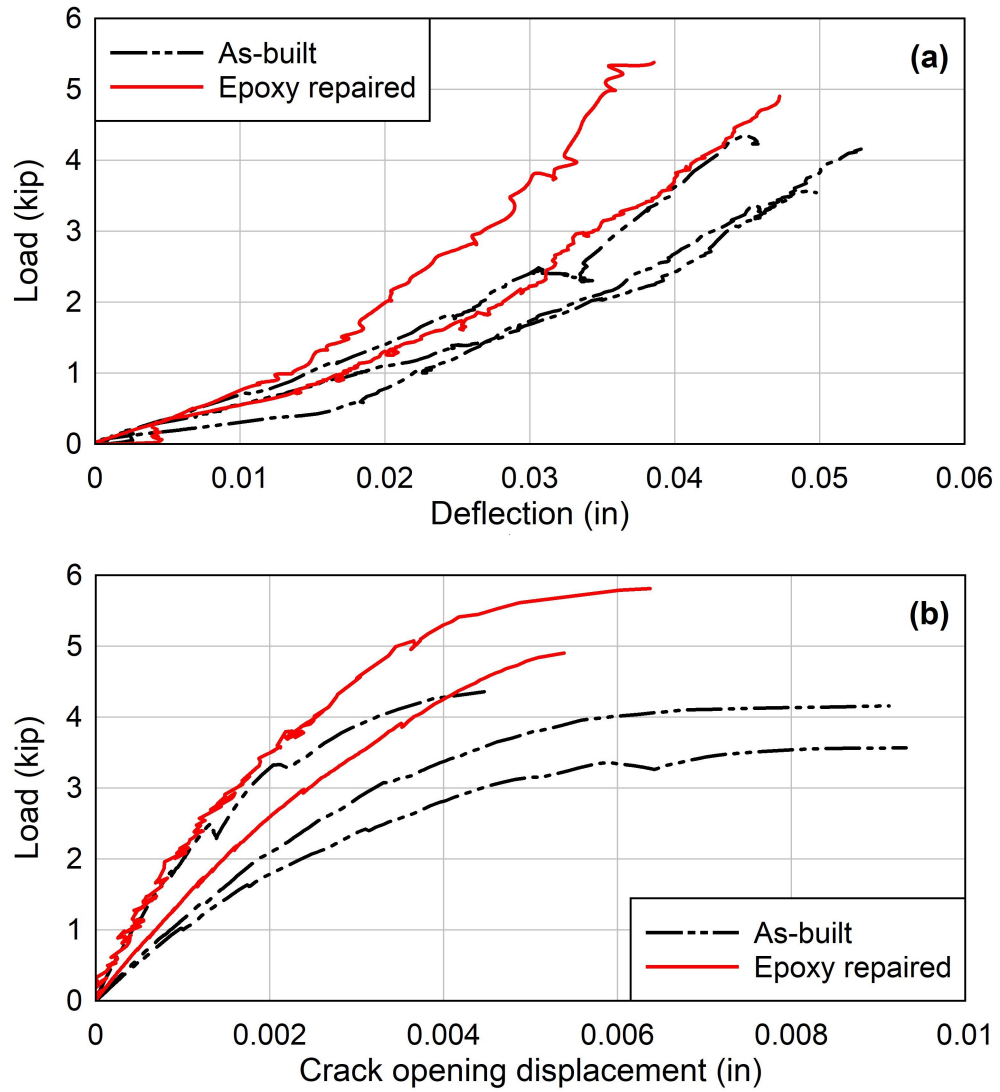 6
As-built
(a)
5
Epoxy repaired
4
Load (kip)
3
2
1
0
0 0.01 0.02 0.03 0.04 0.05 0.06
Deflection (in)
6
(b)
5
4
Load (kip)
3
2
1
As-built
Epoxy repaired
0
0 0.002 0.004 0.006 0.008 0.01
Crack opening displacement (in)